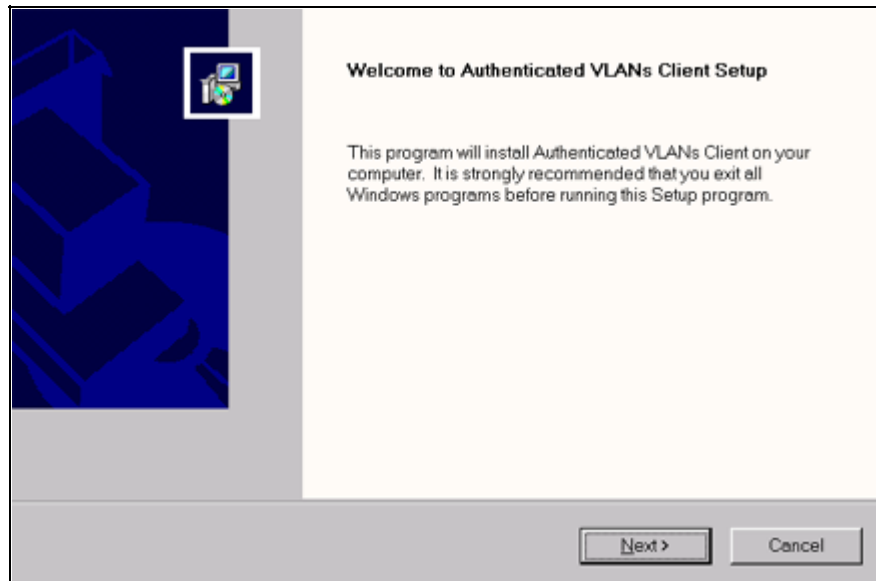 Welcome to Authenticated VLANs Client Setup
This program will install Authenticated VLANs Client on your
computer. It is strongly recommended that you exit all
Windows programs before running this Setup program.
Next >
Cancel